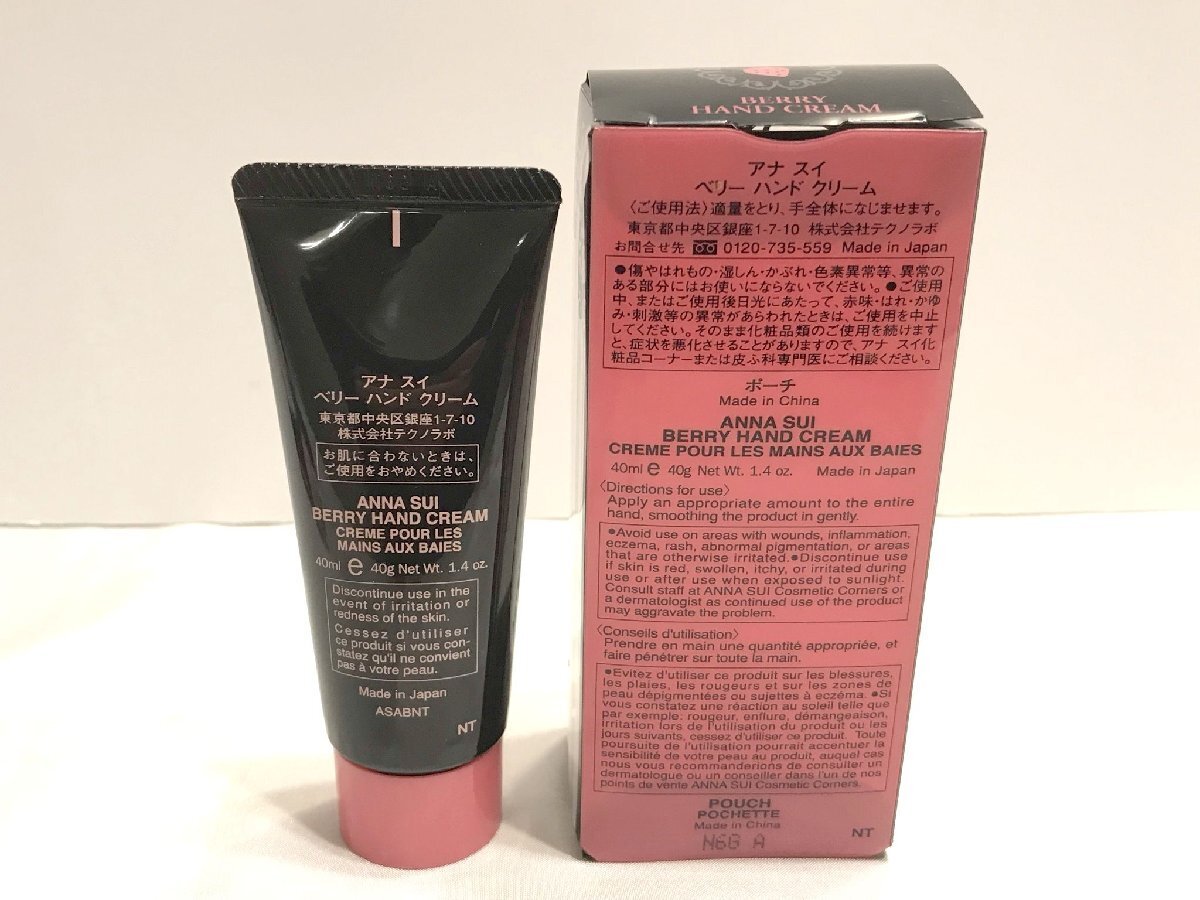 アナ スイ
ベリー ハンド クリーム
東京都中央区銀座1-7-10
株式会社テクノラボ
お肌に合わないときは、
ご使用をおやめください。
ANNA SUI
BERRY HAND CREAM
CREME POUR LES
MAINS AUX BAIES
40ml e 40g Net Wt. 1.4 oz.
Discontinue use in the
event of irritation or
redness of the skin.
Cessez d'utiliser
ce produit si vous con-
statez qu'il ne convient
pas à votre peau.
Made in Japan
ASABNT
NT
BERRY
HAND CREAM
アナ スイ
ベリー ハンド クリーム
〈ご使用法〉適量をとり、手全体になじませます。
東京都中央区銀座1-7-10 株式会社テクノラボ
お問合せ先 0120-735-559 Made in Japan
●傷やはれもの・湿しん・かぶれ・色素異常等、異常の
ある部分にはお使いにならないでください。●ご使用
中、またはご使用後日光にあたって、赤味・はれ・かゆ
み・刺激等の異常があらわれたときは、ご使用を中止
してください。そのまま化粧品類のご使用を続けます
と、症状を悪化させることがありますので、アナ スイ化
粧品コーナーまたは皮ふ科専門医にご相談ください。
ポーチ
Made in China
ANNA SUI
BERRY HAND CREAM
CREME POUR LES MAINS AUX BAIES
40ml e 40g Net Wt. 1.4 oz. Made in Japan
〈Directions for use〉
Apply an appropriate amount to the entire
hand, smoothing the product in gently.
●Avoid use on areas with wounds, inflammation,
eczema, rash, abnormal pigmentation, or areas
that are otherwise irritated.●Discontinue use
if skin is red, swollen, itchy, or irritated during
use or after use when exposed to sunlight.
Consult staff at ANNA SUI Cosmetic Corners or
a dermatologist as continued use of the product
may aggravate the problem.
〈Conseils d'utilisation〉
Prendre en main une quantité appropriée, et
faire pénétrer sur toute la main.
●Evitez d'utiliser ce produit sur les blessures,
les plaies, les rougeurs et sur les zones de
peau dépigmentées ou sujettes à eczéma. ●Si
vous constatez une réaction au soleil telle que
par exemple: rougeur, enflure, démangeaison,
irritation lors de l'utilisation du produit ou les
jours suivants, cessez d'utiliser ce produit. Toute
poursuite de l'utilisation pourrait accentuer la
sensibilité de votre peau au produit, auquel cas
nous vous recommanderions de consulter un
dermatologue ou un conseiller dans l'un de nos
points de vente ANNA SUI Cosmetic Corners.
POUCH
POCHETTE
Made in China
N6G A
NT